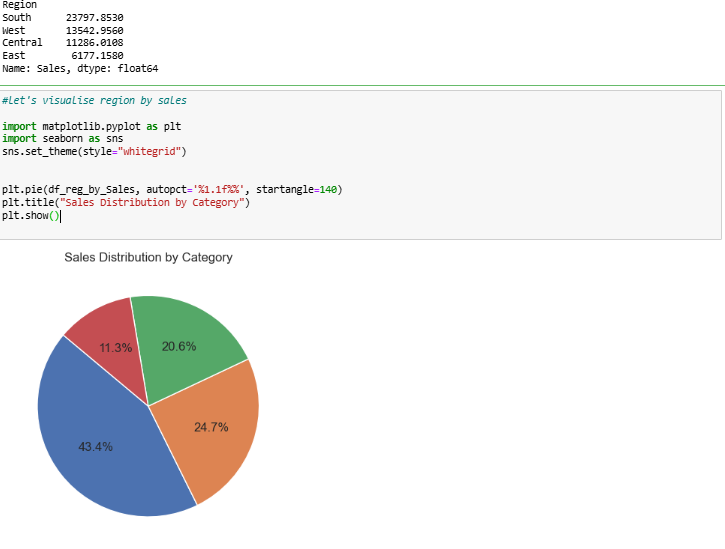 Region
South 23797.8530
West 13542.9560
Central 11286.0108
East 6177.1580
Name: Sales, dtype: float64
#Let's visualise region by sales
import matplotlib.pyplot as plt
import seaborn as sns
sns.set_theme(style="whitegrid")
plt.pie(df_reg_by_Sales, autopct='%1.1f%%', startangle=140)
plt.title("Sales Distribution by Category")
plt.show()
Sales Distribution by Category
11.3%
20.6%
24.7%
43.4%